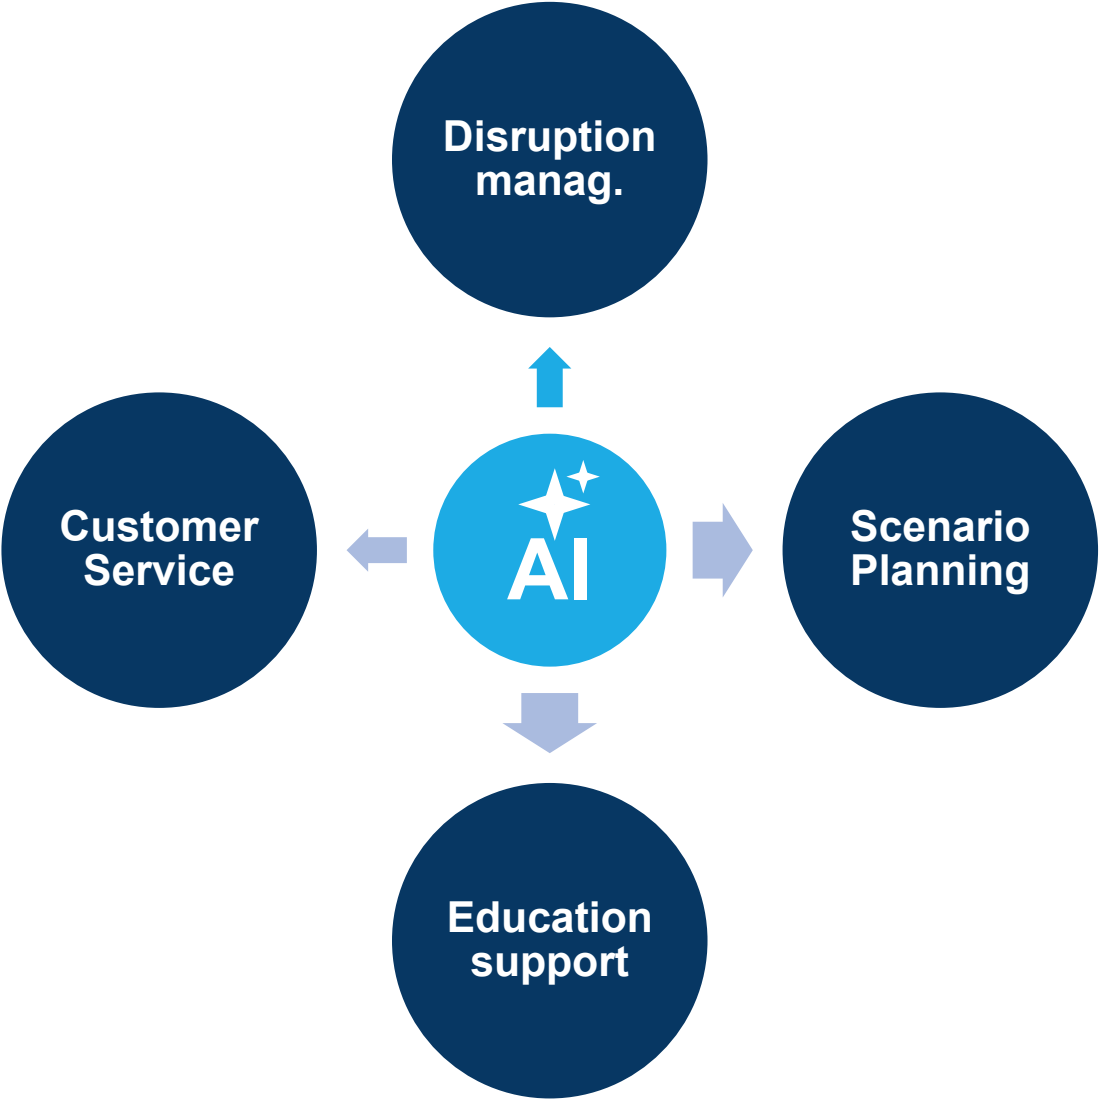 Disruption
manag.
Customer
Service
AI
Scenario
Planning
Education
support